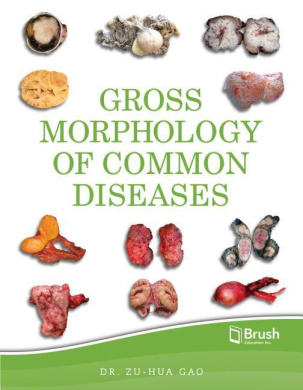 GROSS
MORPHOLOGY
OF COMMON
DISEASES
Brush
Education Inc.
DR. ZU-HUA GAO